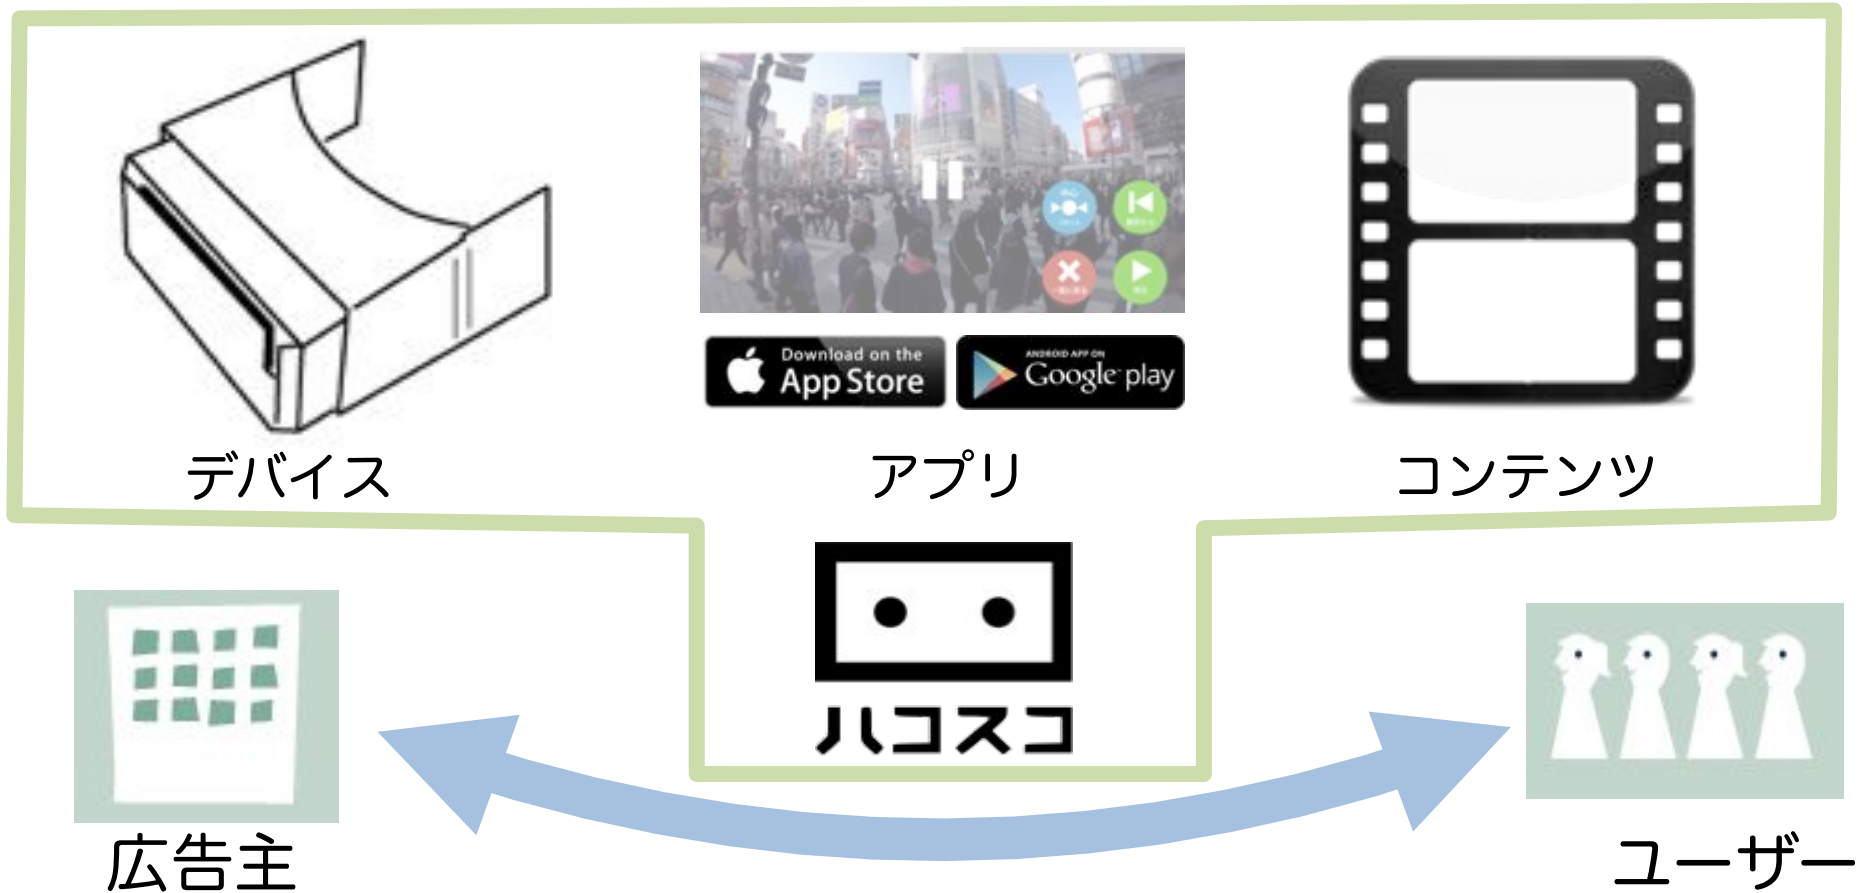 Download on the
App Store
ANDROID APP ON
Google play
デバイス
アプリ
コンテンツ
ハコスコ
広告主
ユーザー